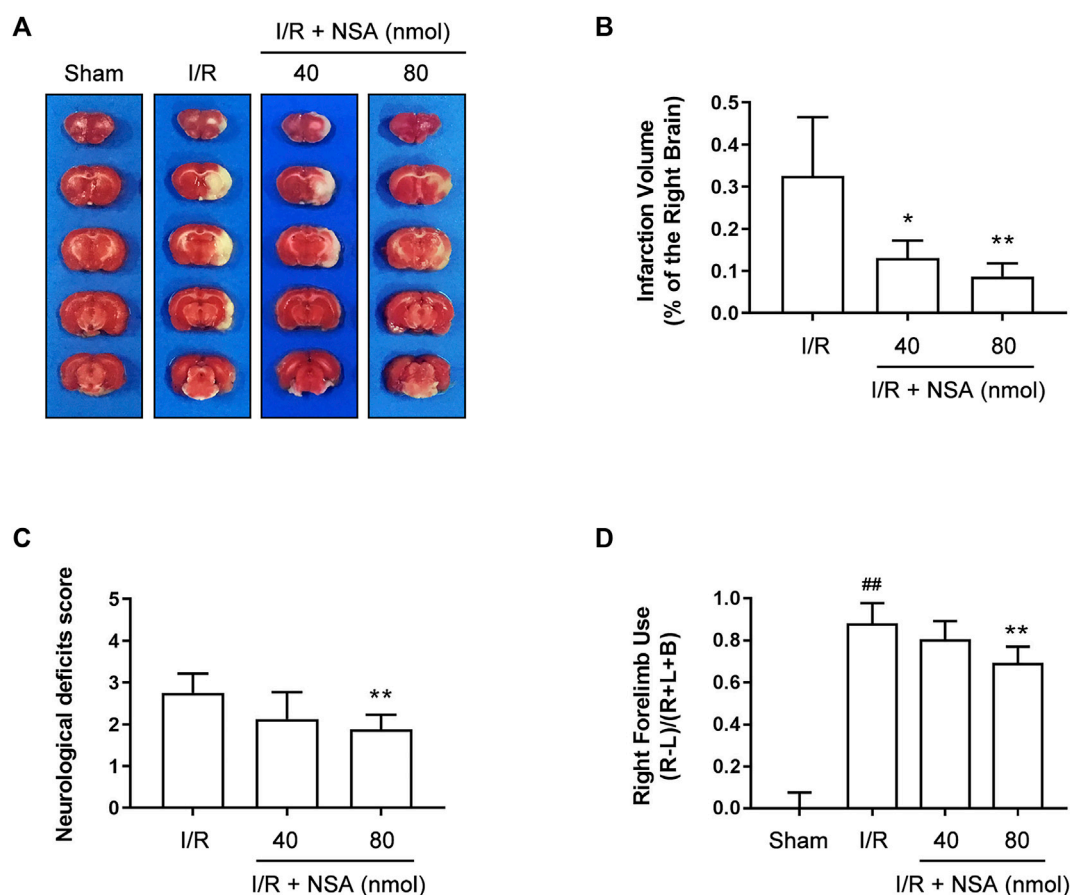 A
I/R + NSA (nmol)
Sham I/R 40 80
B
Infarction Volume
(% of the Right Brain)
0.5
0.4
0.3
0.2
0.1
0.0
*
**
I/R 40 80
I/R + NSA (nmol)
C
Neurological deficits score
5
4
3
2
1
0
**
I/R 40 80
I/R + NSA (nmol)
D
Right Forelimb Use
(R-L)/(R+L+B)
1.0
0.8
0.6
0.4
0.2
0.0
##
**
Sham I/R 40 80
I/R + NSA (nmol)